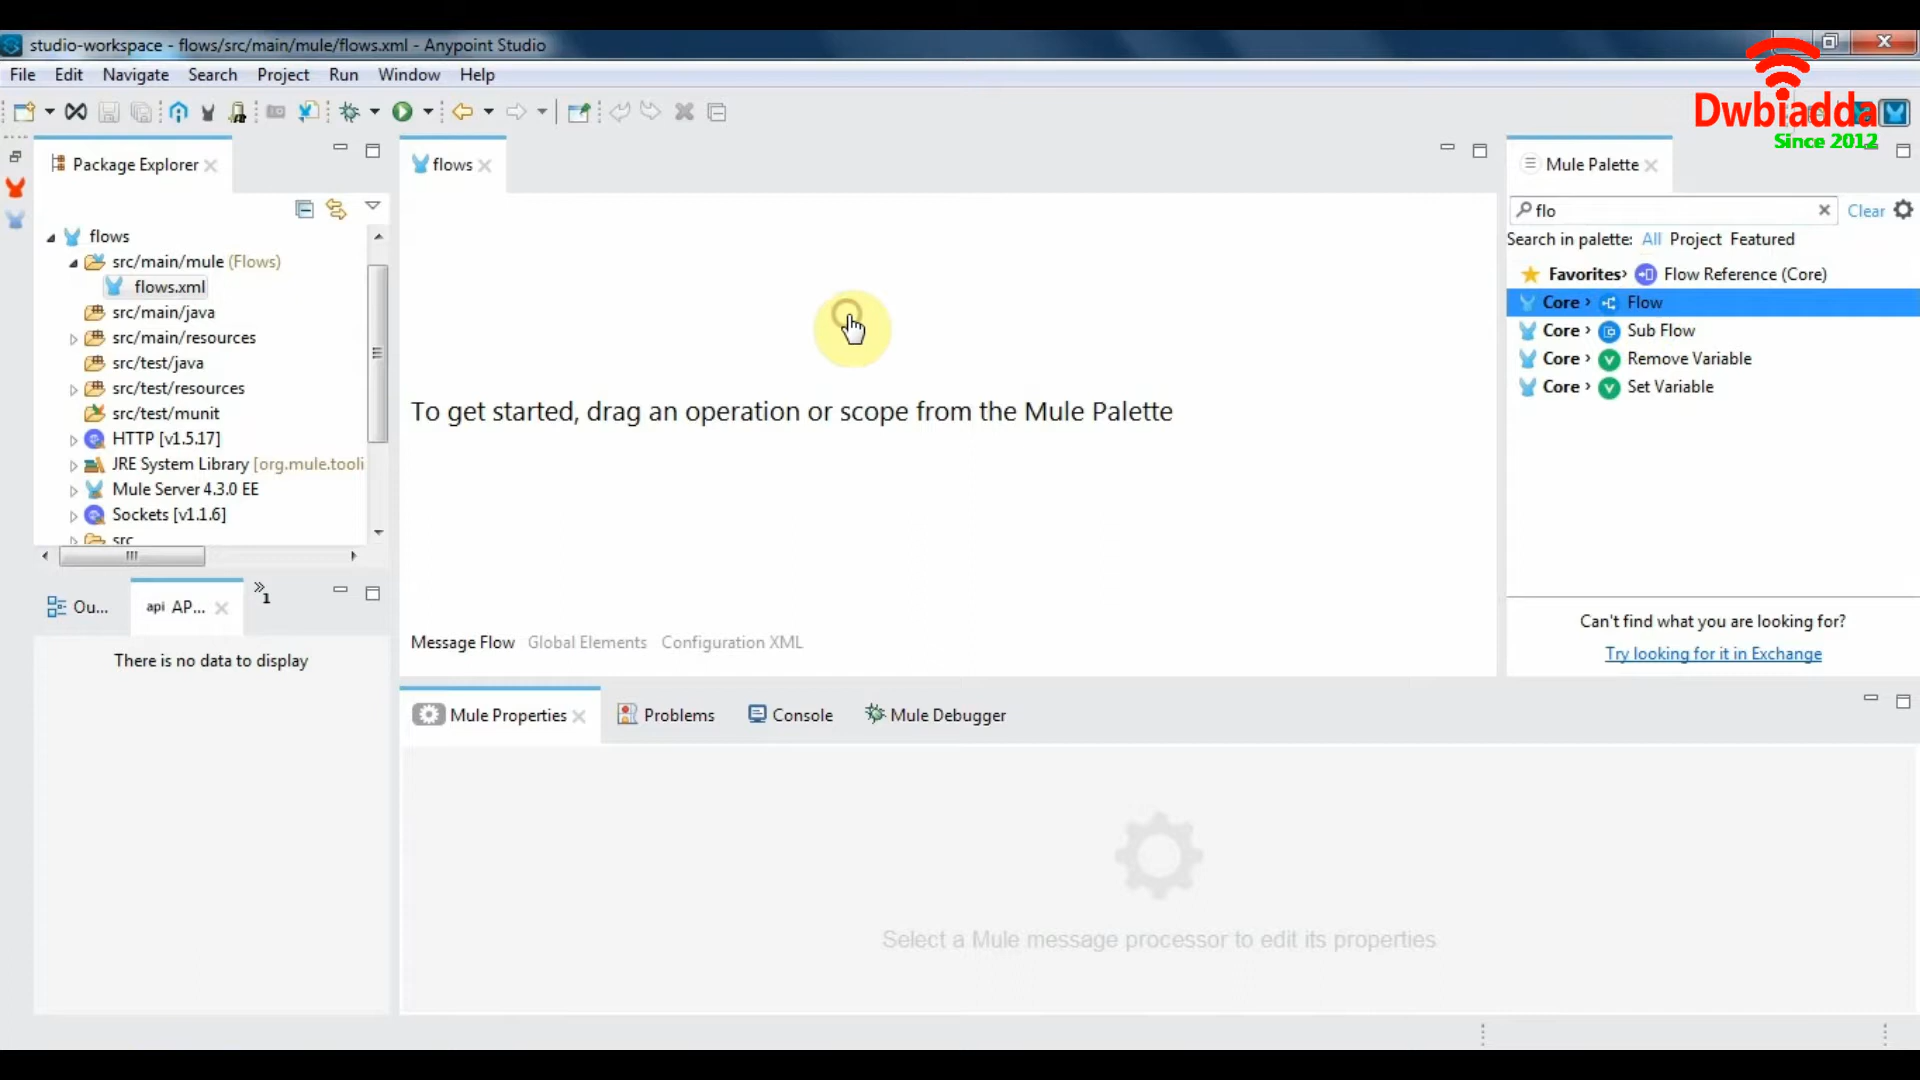 studio-workspace - flows/src/main/mule/flows.xml - Anypoint Studio
File Edit Navigate Search Project Run Window Help
Dwbiadda
Since 2012
Package Explorer
flows
Mule Palette
flo
Clear
Search in palette: All Project Featured
flows
src/main/mule (Flows)
flows.xml
src/main/java
src/main/resources
src/test/java
src/test/resources
src/test/munit
HTTP [v1.5.17]
JRE System Library [org.mule.tooli
Mule Server 4.3.0 EE
Sockets [v1.1.6]
src
To get started, drag an operation or scope from the Mule Palette
Favorites› Flow Reference (Core)
Core › Flow
Core › Sub Flow
Core › Remove Variable
Core › Set Variable
Can't find what you are looking for?
Try looking for it in Exchange
Message Flow Global Elements Configuration XML
Ou... api AP... »1
There is no data to display
Mule Properties Problems Console Mule Debugger
Select a Mule message processor to edit its properties